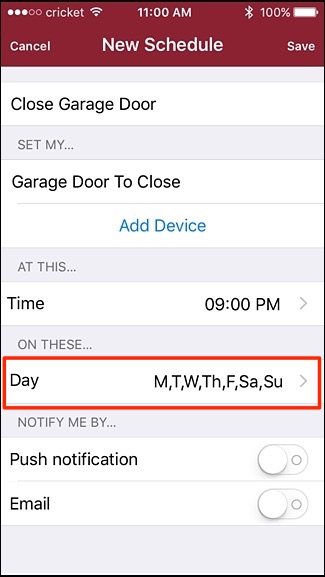 cricket 11:00 AM 100%
Cancel New Schedule Save
Close Garage Door
SET MY...
Garage Door To Close
Add Device
AT THIS...
Time 09:00 PM
ON THESE...
Day M,T,W,Th,F,Sa,Su
NOTIFY ME BY...
Push notification
Email